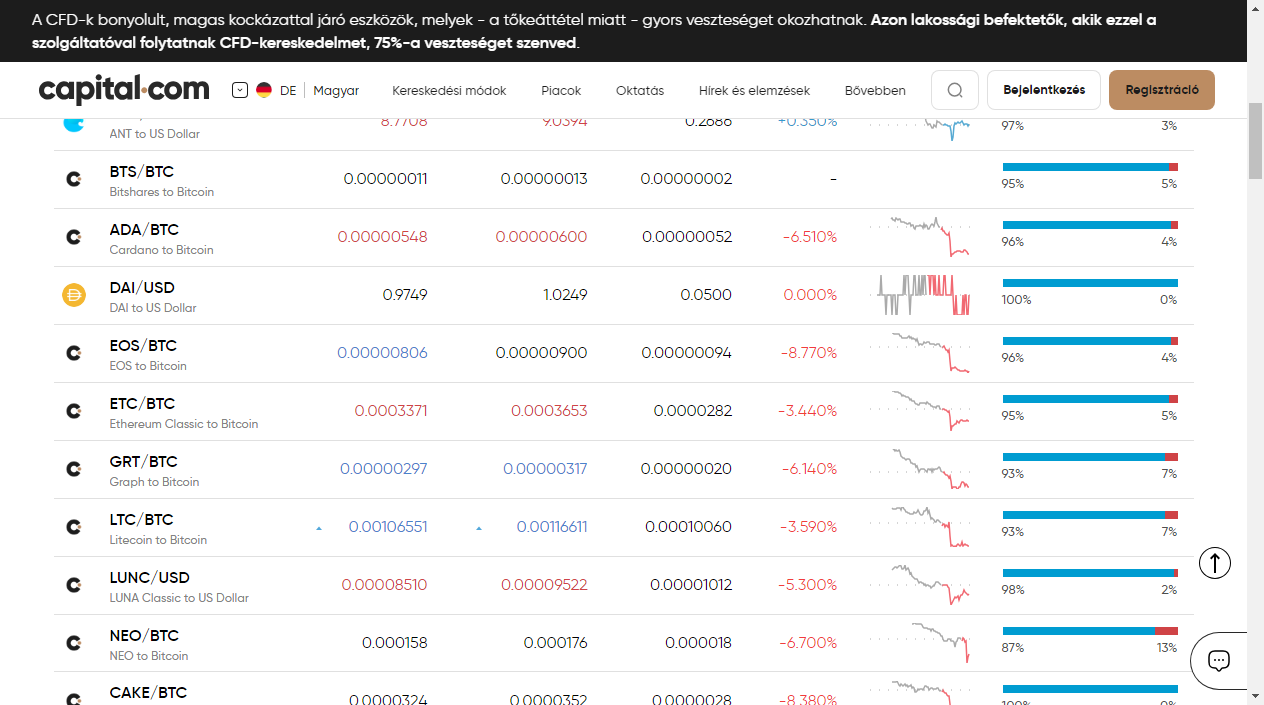 A CFD-k bonyolult, magas kockázattal járó eszközök, melyek - a tőkeáttétel miatt - gyors veszteséget okozhatnak. Azon lakossági befektetők, akik ezzel a
szolgáltatóval folytatnak CFD-kereskedelmet, 75%-a veszteséget szenved.
capital.com DE Magyar Kereskedési módok Piacok Oktatás Hírek és elemzések Bővebben Bejelentkezés Regisztráció
8.7708 9.0394 0.2686 +0.350% 97% 3%
ANT to US Dollar
BTS/BTC 0.00000011 0.00000013 0.00000002 - 95% 5%
Bitshares to Bitcoin
ADA/BTC 0.00000548 0.00000600 0.00000052 -6.510% 96% 4%
Cardano to Bitcoin
DAI/USD 0.9749 1.0249 0.0500 0.000% 100% 0%
DAI to US Dollar
EOS/BTC 0.00000806 0.00000900 0.00000094 -8.770% 96% 4%
EOS to Bitcoin
ETC/BTC 0.0003371 0.0003653 0.0000282 -3.440% 95% 5%
Ethereum Classic to Bitcoin
GRT/BTC 0.00000297 0.00000317 0.00000020 -6.140% 93% 7%
Graph to Bitcoin
LTC/BTC 0.00106551 0.00116611 0.00010060 -3.590% 93% 7%
Litecoin to Bitcoin
LUNC/USD 0.00008510 0.00009522 0.00001012 -5.300% 98% 2%
LUNA Classic to US Dollar
NEO/BTC 0.000158 0.000176 0.000018 -6.700% 87% 13%
NEO to Bitcoin
CAKE/BTC 0.0000324 0.0000352 0.0000028 -8.380% 100% 0%